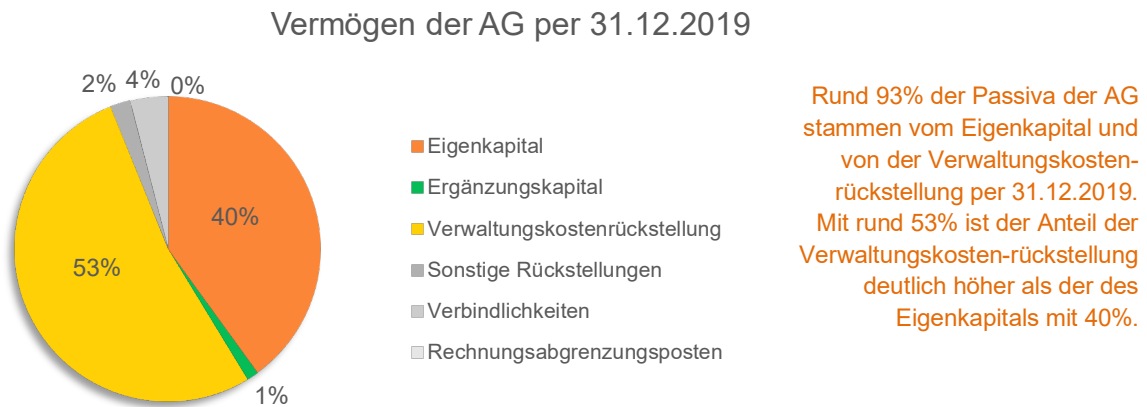 Vermögen der AG per 31.12.2019
2% 4% 0%
40%
53%
1%
Eigenkapital
Ergänzungskapital
Verwaltungskostenrückstellung
Sonstige Rückstellungen
Verbindlichkeiten
Rechnungsabgrenzungsposten
Rund 93% der Passiva der AG
stammen vom Eigenkapital und
von der Verwaltungskosten-
rückstellung per 31.12.2019.
Mit rund 53% ist der Anteil der
Verwaltungskosten-rückstellung
deutlich höher als der des
Eigenkapitals mit 40%.